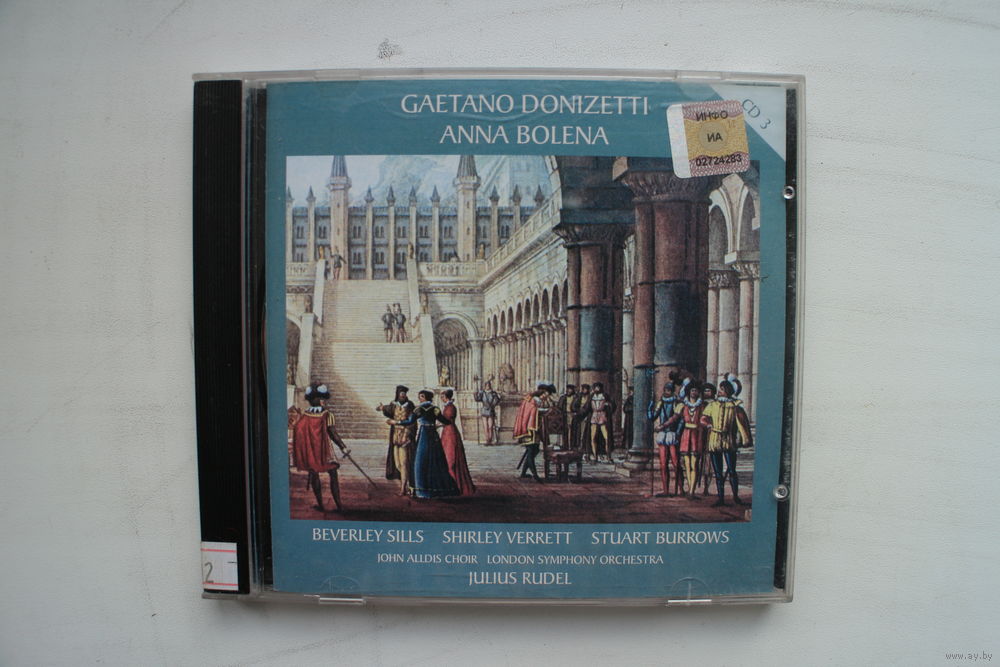 GAETANO DONIZETTI
ANNA BOLENA
CD 3
ИНФО
ИА
02724283
BEVERLEY SILLS SHIRLEY VERRETT STUART BURROWS
JOHN ALLDIS CHOIR LONDON SYMPHONY ORCHESTRA
JULIUS RUDEL
2
www.ay.by